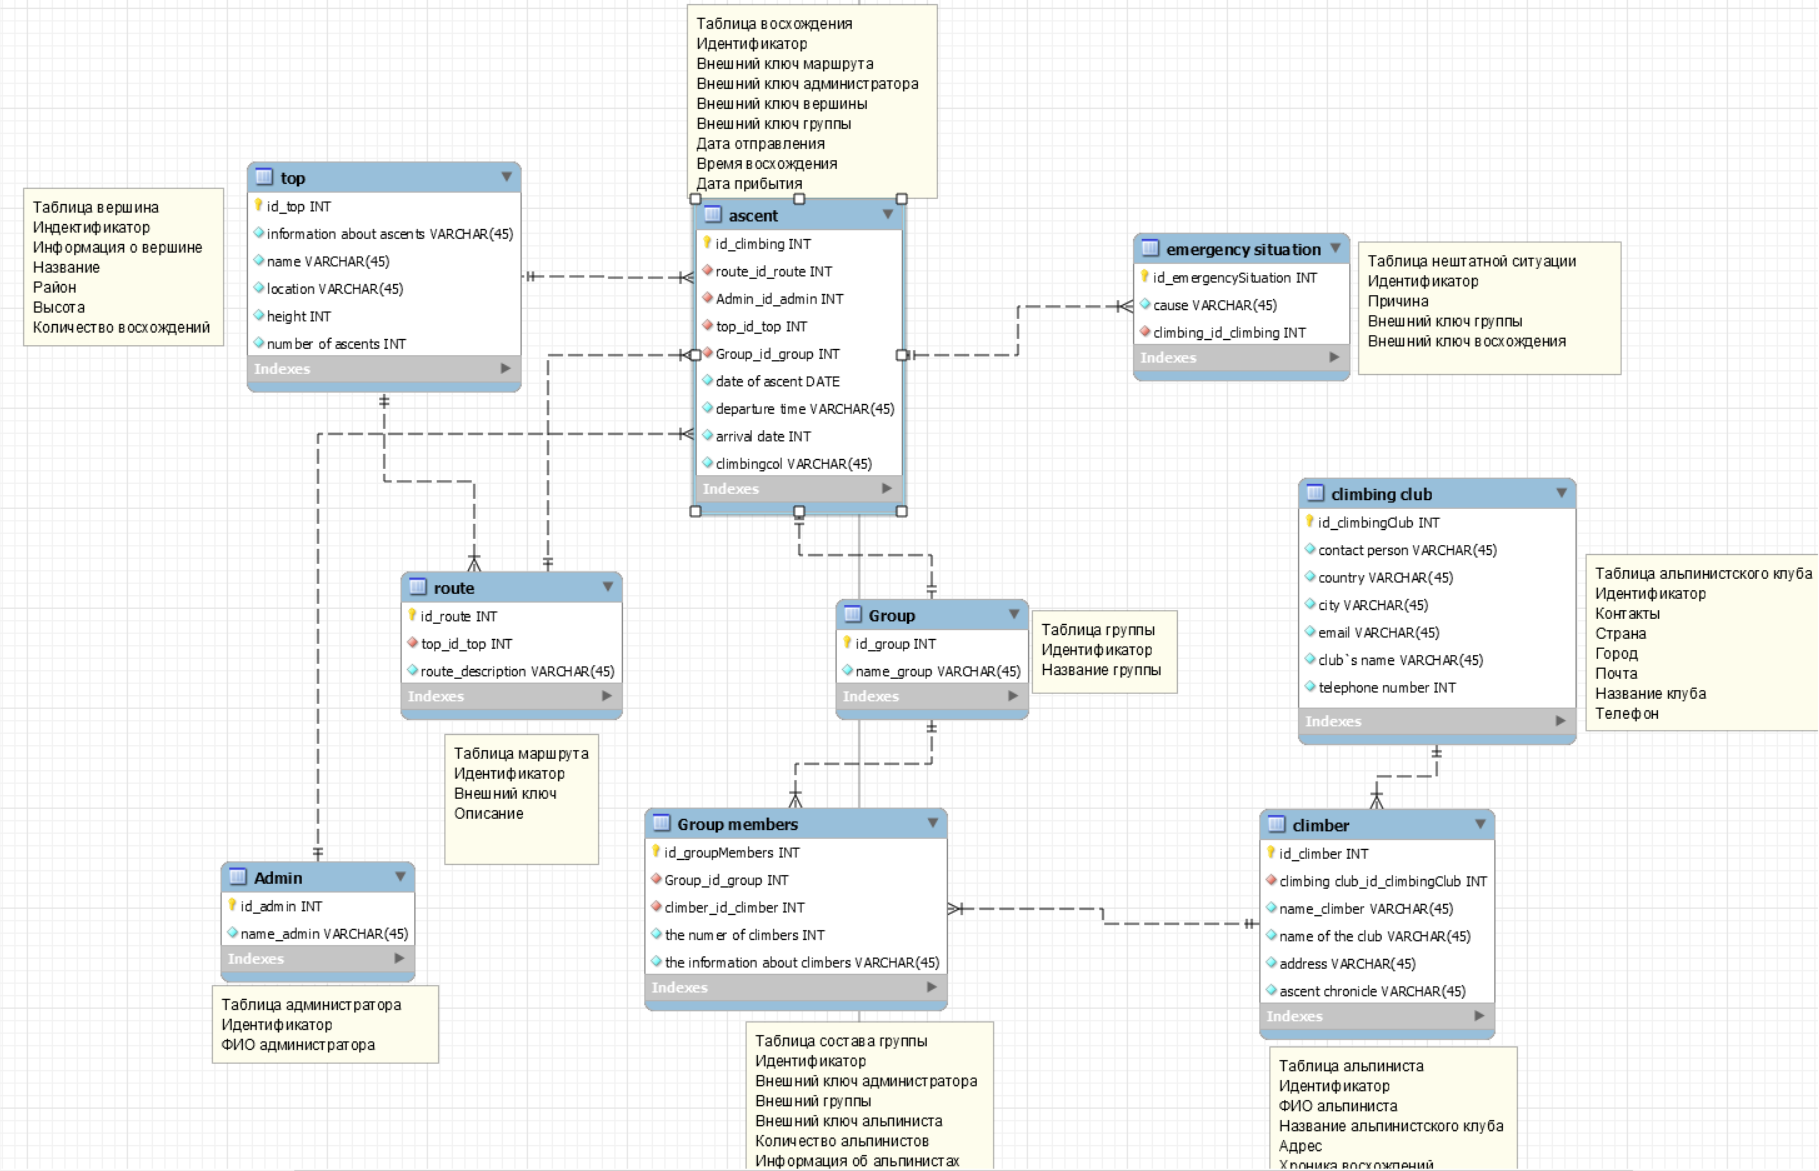 Таблица восхождения
Идентификатор
Внешний ключ маршрута
Внешний ключ администратора
Внешний ключ вершины
Внешний ключ группы
Дата отправления
Время восхождения
Дата прибытия
Таблица вершина
Индектификатор
Информация о вершине
Название
Район
Высота
Количество восхождений
top
id_top INT
information about ascents VARCHAR(45)
name VARCHAR(45)
location VARCHAR(45)
height INT
number of ascents INT
Indexes
ascent
id_climbing INT
route_id_route INT
Admin_id_admin INT
top_id_top INT
Group_id_group INT
date of ascent DATE
departure time VARCHAR(45)
arrival date INT
climbingcol VARCHAR(45)
Indexes
emergency situation
id_emergencySituation INT
cause VARCHAR(45)
climbing_id_climbing INT
Indexes
Таблица нештатной ситуации
Идентификатор
Причина
Внешний ключ группы
Внешний ключ восхождения
climbing club
id_climbingClub INT
contact person VARCHAR(45)
country VARCHAR(45)
city VARCHAR(45)
email VARCHAR(45)
club`s name VARCHAR(45)
telephone number INT
Indexes
Таблица альпинистского клуба
Идентификатор
Контакты
Страна
Город
Почта
Название клуба
Телефон
route
id_route INT
top_id_top INT
route_description VARCHAR(45)
Indexes
Таблица маршрута
Идентификатор
Внешний ключ
Описание
Group
id_group INT
name_group VARCHAR(45)
Indexes
Таблица группы
Идентификатор
Название группы
Admin
id_admin INT
name_admin VARCHAR(45)
Indexes
Таблица администратора
Идентификатор
ФИО администратора
Group members
id_groupMembers INT
Group_id_group INT
climber_id_climber INT
the numer of climbers INT
the information about climbers VARCHAR(45)
Indexes
Таблица состава группы
Идентификатор
Внешний ключ администратора
Внешний группы
Внешний ключ альпиниста
Количество альпинистов
Информация об альпинистах
climber
id_climber INT
climbing club_id_climbingClub INT
name_climber VARCHAR(45)
name of the club VARCHAR(45)
address VARCHAR(45)
ascent chronicle VARCHAR(45)
Indexes
Таблица альпиниста
Идентификатор
ФИО альпиниста
Название альпинистского клуба
Адрес
Хроника восхождений